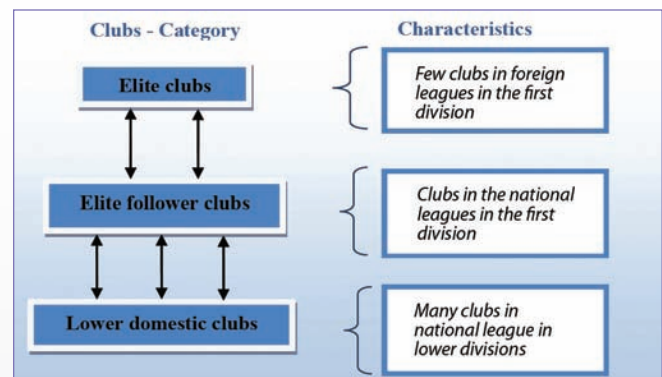 Clubs - Category
Characteristics
Elite clubs
Few clubs in foreign
leagues in the first
division
Elite follower clubs
Clubs in the national
leagues in the first
division
Lower domestic clubs
Many clubs in
national league in
lower divisions